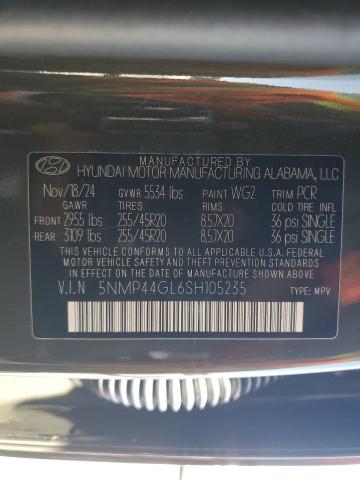 MANUFACTURED BY
HYUNDAI MOTOR MANUFACTURING ALABAMA, LLC
Nov/18/24 GVWR 5534 lbs PAINT WG2 TRIM PCR
GAWR TIRES RIMS COLD TIRE INFL
FRONT 2955 lbs 255/45R20 8.5JX20 36 psi SINGLE
REAR 3109 lbs 255/45R20 8.5JX20 36 psi SINGLE
THIS VEHICLE CONFORMS TO ALL APPLICABLE U.S.A. FEDERAL
MOTOR VEHICLE SAFETY AND THEFT PREVENTION STANDARDS
IN EFFECT ON THE DATE OF MANUFACTURE SHOWN ABOVE.
V.I.N 5NMP44GL6SH105235 TYPE: MPV